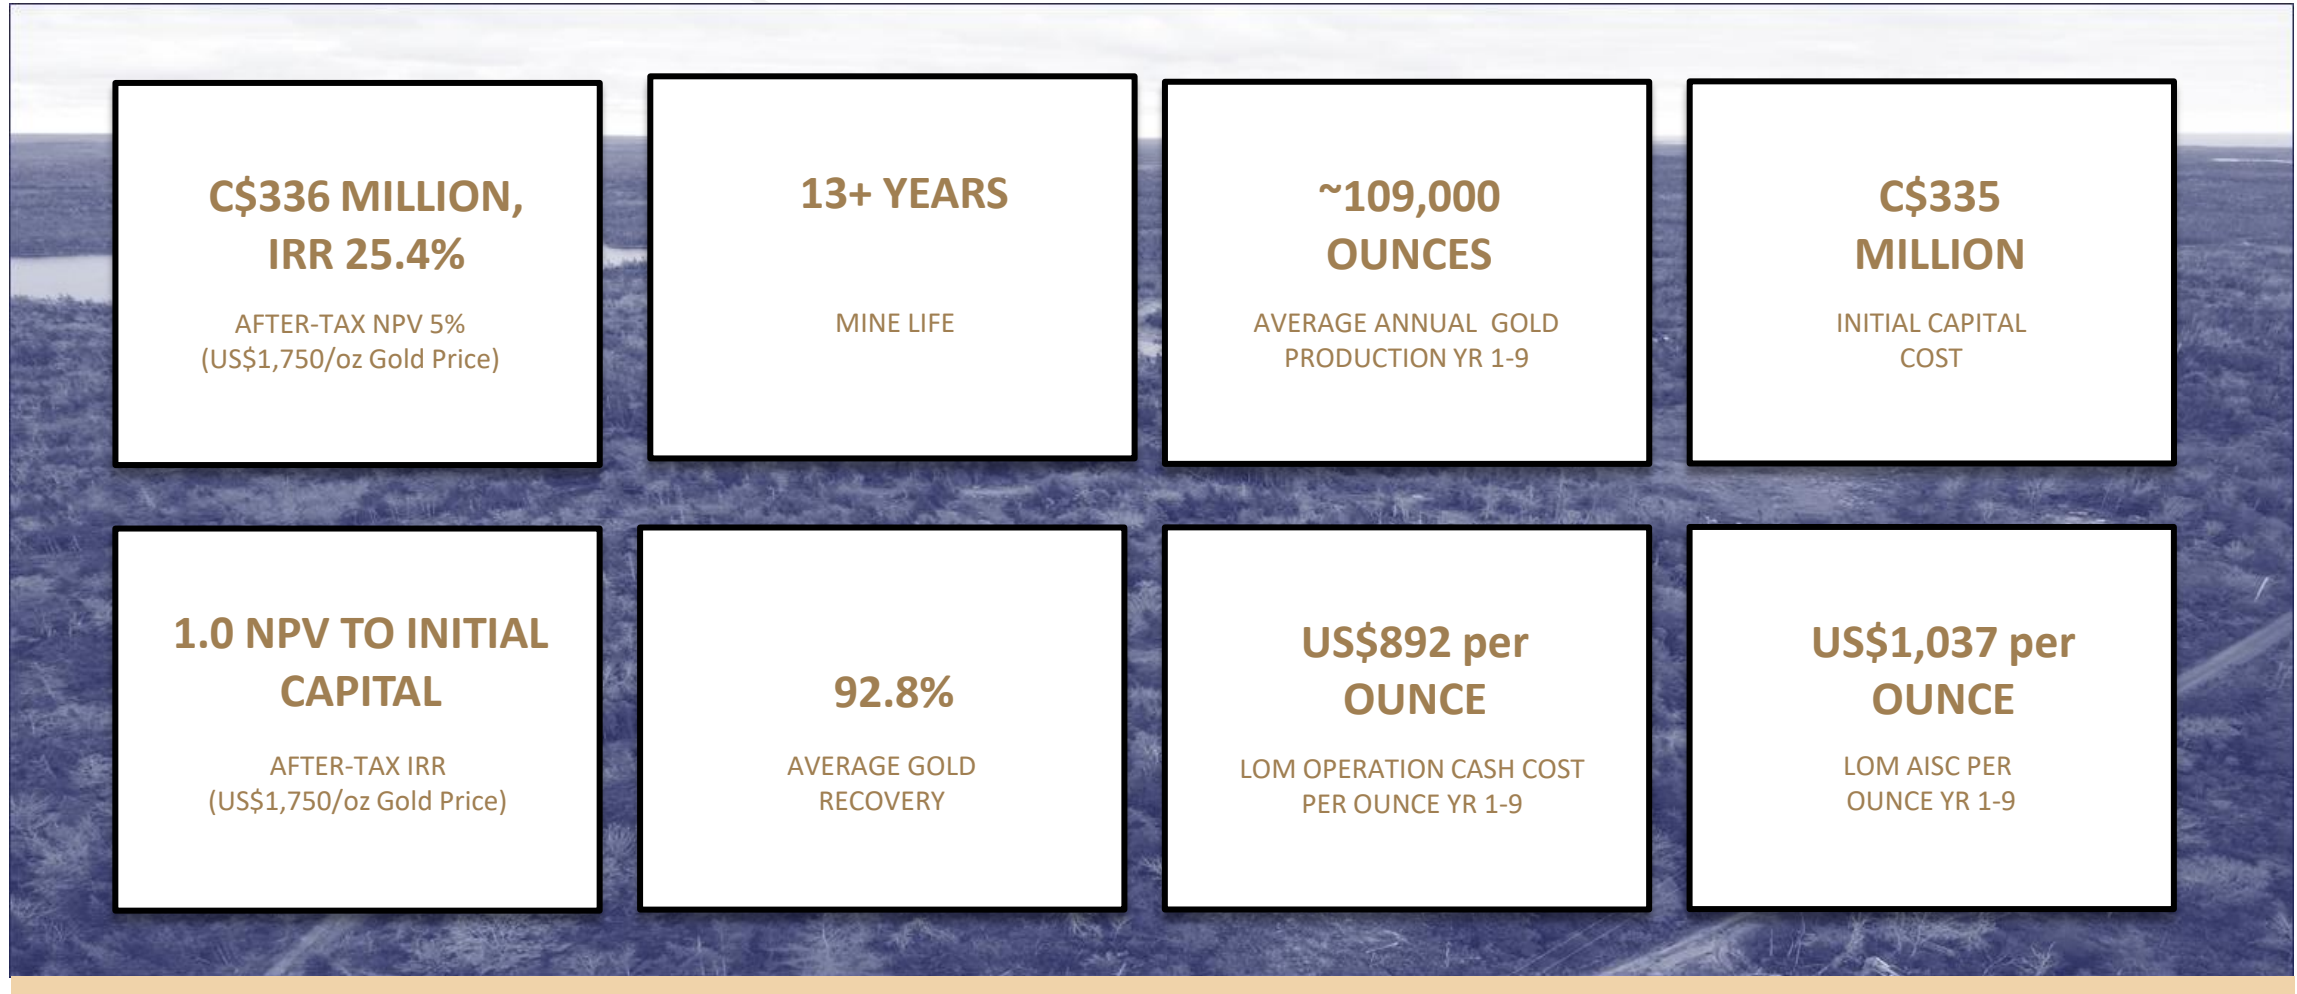 C$336 MILLION,
IRR 25.4%
AFTER-TAX NPV 5%
(US$1,750/oz Gold Price)
13+ YEARS
MINE LIFE
~109,000
OUNCES
AVERAGE ANNUAL GOLD
PRODUCTION YR 1-9
C$335
MILLION
INITIAL CAPITAL
COST
1.0 NPV TO INITIAL
CAPITAL
AFTER-TAX IRR
(US$1,750/oz Gold Price)
92.8%
AVERAGE GOLD
RECOVERY
US$892 per
OUNCE
LOM OPERATION CASH COST
PER OUNCE YR 1-9
US$1,037 per
OUNCE
LOM AISC PER
OUNCE YR 1-9